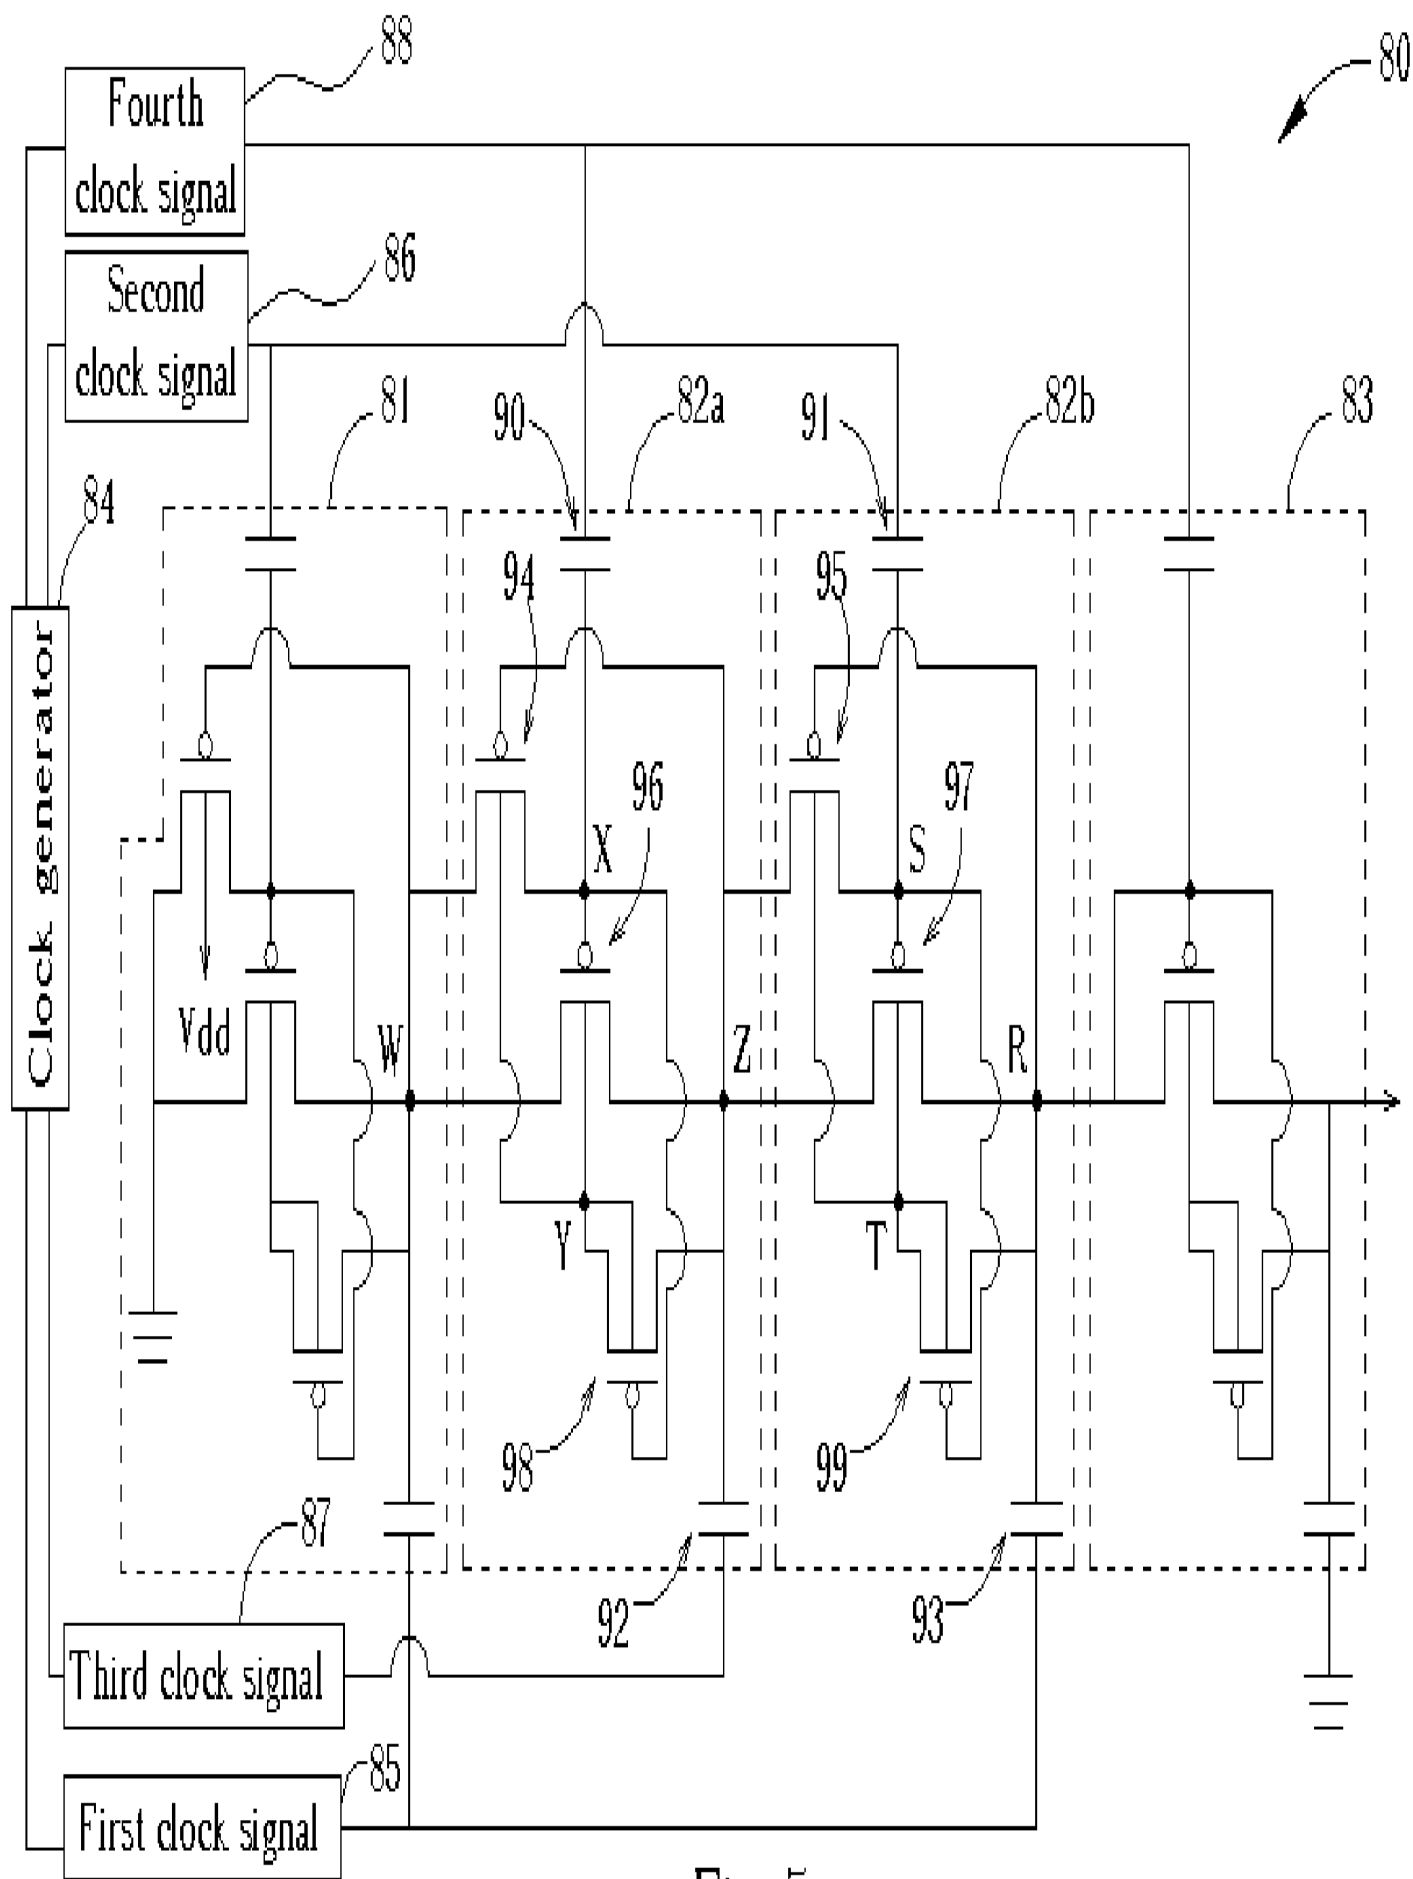 88
80
Fourth
clock signal
86
Second
clock signal
81
90
82a
91
82b
83
84
94
95
Clock generator
96
97
X
S
Vdd
W
Z
R
Y
T
98
99
87
92
93
Third clock signal
85
First clock signal